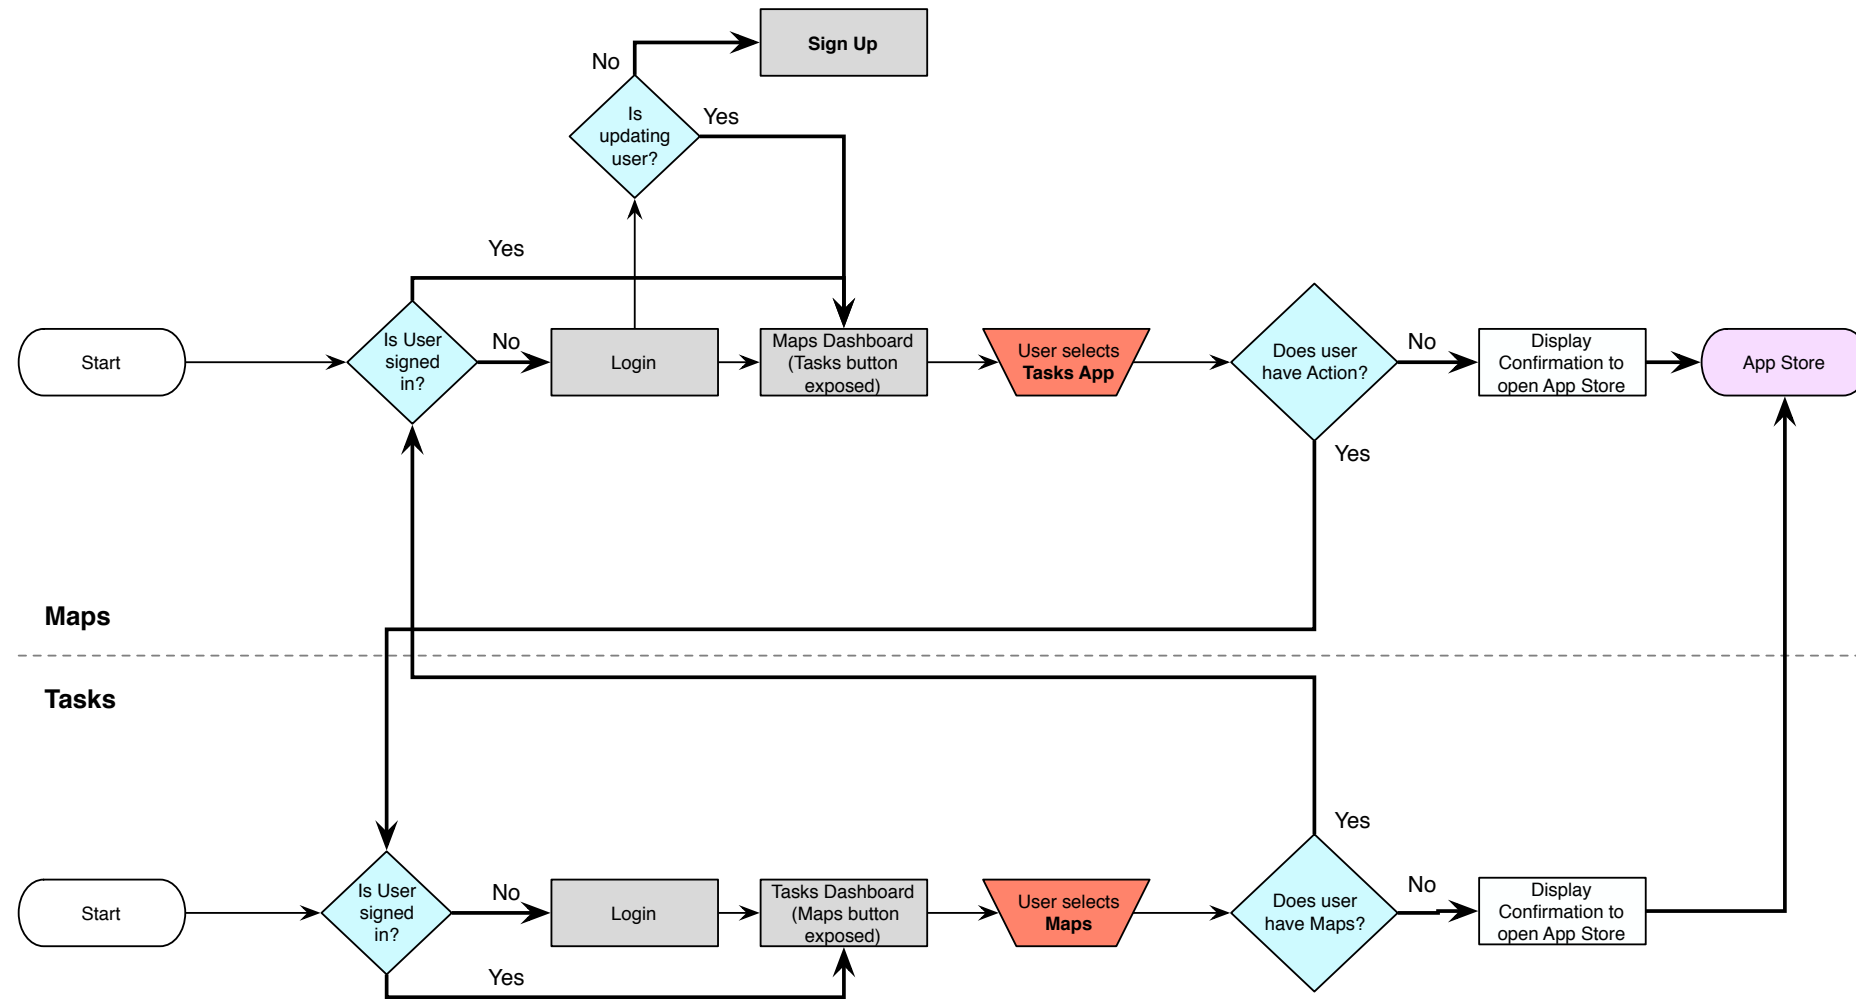 Sign Up
No
Is
updating
user?
Yes
Yes
Start
Is User
signed
in?
No
Login
Maps Dashboard
(Tasks button
exposed)
User selects
Tasks App
Does user
have Action?
No
Display
Confirmation to
open App Store
App Store
Yes
Maps
Tasks
Yes
Start
Is User
signed
in?
No
Login
Tasks Dashboard
(Maps button
exposed)
User selects
Maps
Does user
have Maps?
No
Display
Confirmation to
open App Store
Yes